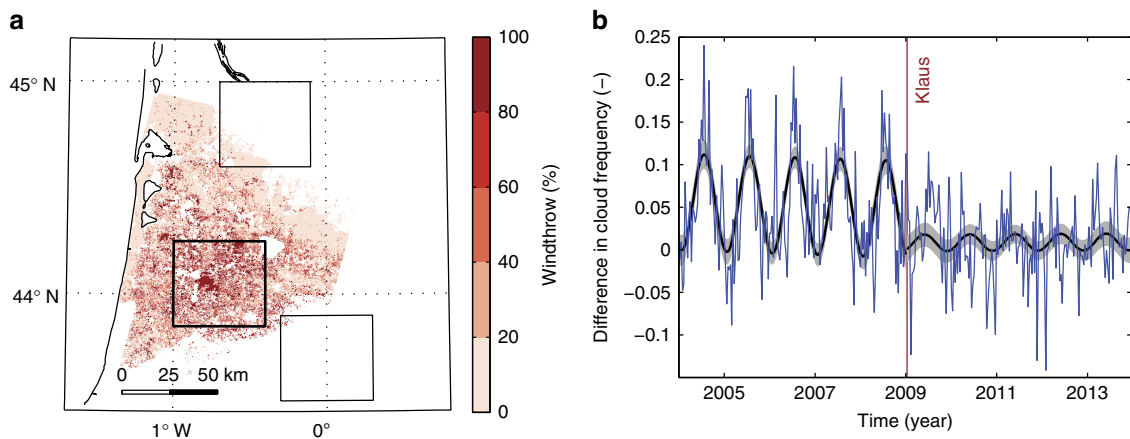 a
45° N
44° N
0 25 50 km
1° W
0°
100
80
60
40
20
0
Windthrow (%)
b
0.25
0.2
0.15
0.1
0.05
0
−0.05
−0.1
Difference in cloud frequency (−)
Klaus
2005
2007
2009
2011
2013
Time (year)